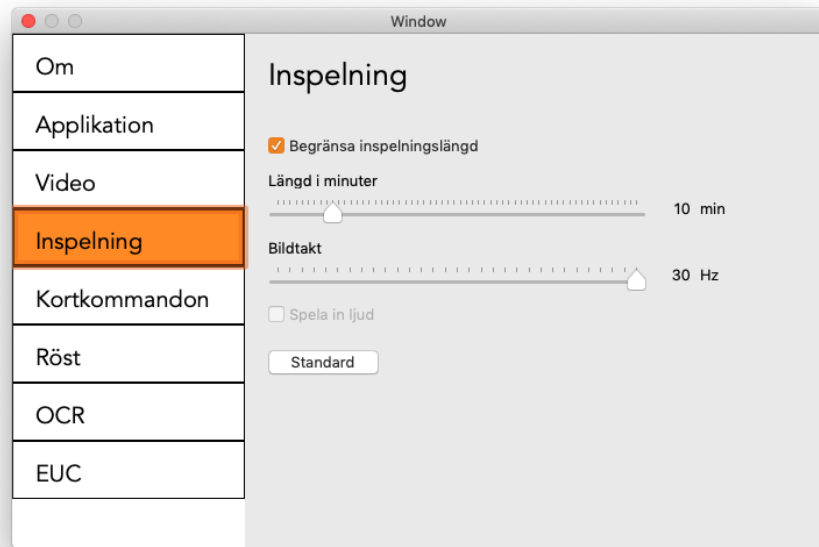 Window
Om
Applikation
Video
Inspelning
Kortkommandon
Röst
OCR
EUC
Inspelning
Begränsa inspelningslängd
Längd i minuter
10 min
Bildtakt
30 Hz
Spela in ljud
Standard